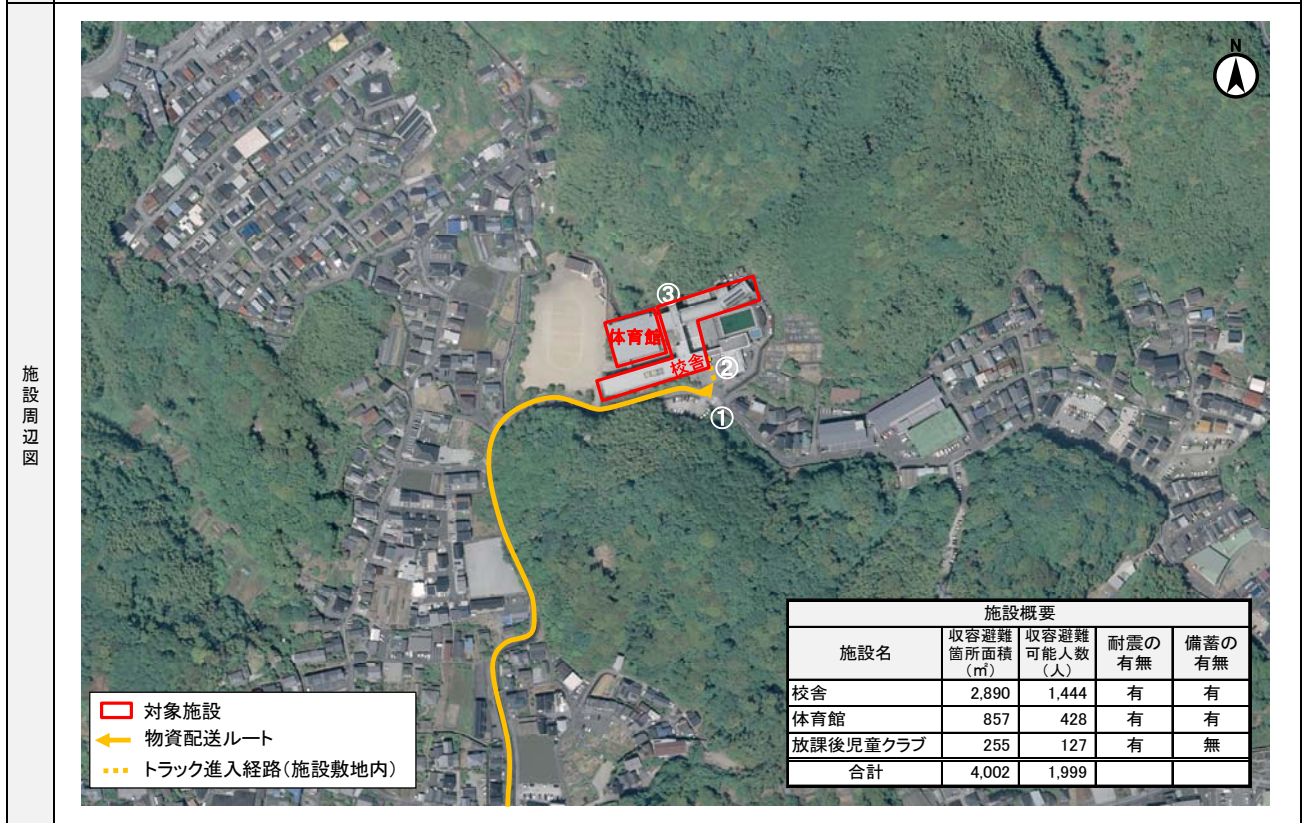 施設周辺図
N
③
体育館
校舎
②
①
対象施設
物資配送ルート
トラック進入経路(施設敷地内)
施設概要
施設名 収容避難箇所面積(㎡) 収容避難可能人数(人) 耐震の有無 備蓄の有無
校舎 2,890 1,444 有 有
体育館 857 428 有 有
放課後児童クラブ 255 127 有 無
合計 4,002 1,999